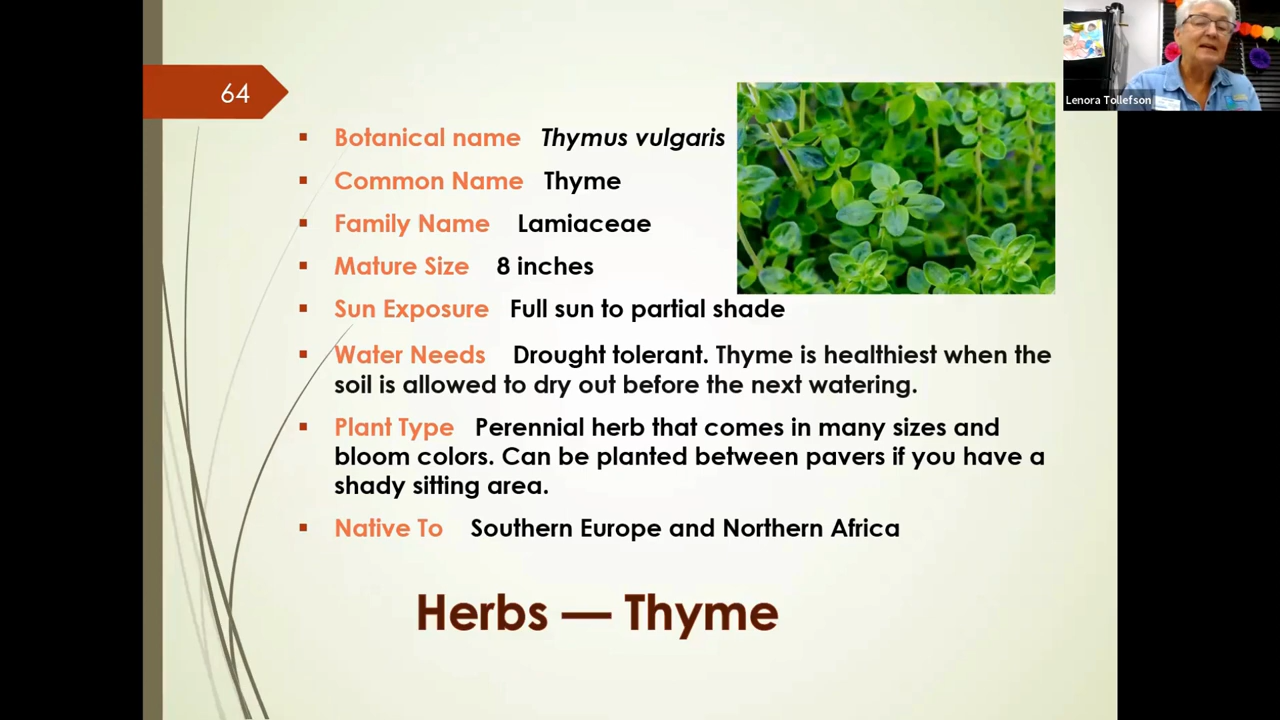 64
Lenora Tollefson
Botanical name Thymus vulgaris
Common Name Thyme
Family Name Lamiaceae
Mature Size 8 inches
Sun Exposure Full sun to partial shade
Water Needs Drought tolerant. Thyme is healthiest when the
soil is allowed to dry out before the next watering.
Plant Type Perennial herb that comes in many sizes and
bloom colors. Can be planted between pavers if you have a
shady sitting area.
Native To Southern Europe and Northern Africa
Herbs — Thyme